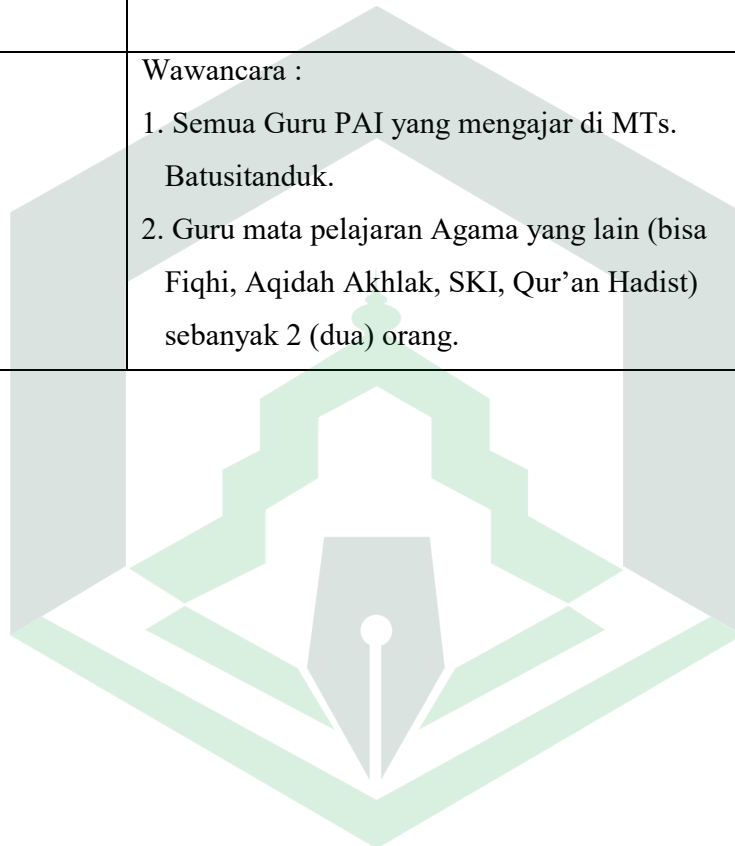 Wawancara :
1. Semua Guru PAI yang mengajar di MTs.
Batusitanduk.
2. Guru mata pelajaran Agama yang lain (bisa
Fiqhi, Aqidah Akhlak, SKI, Qur’an Hadist)
sebanyak 2 (dua) orang.